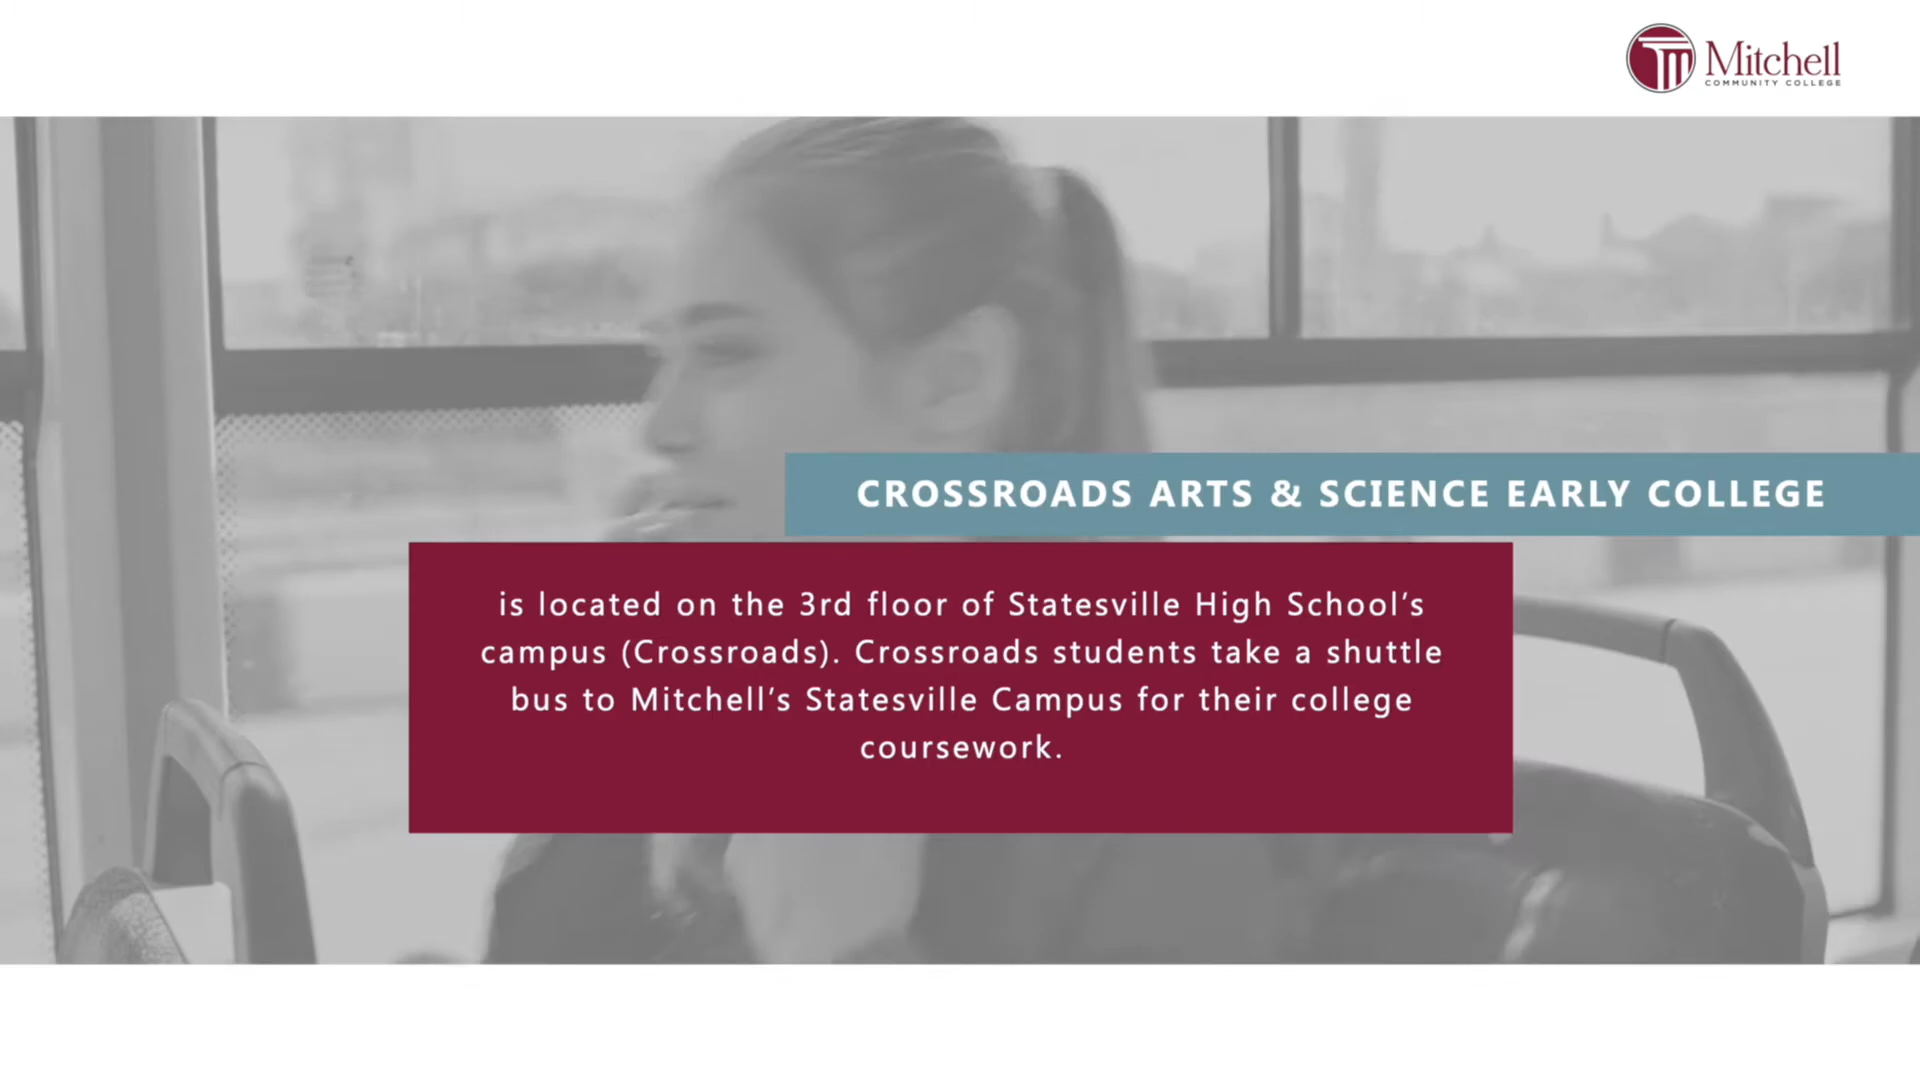 Mitchell
COMMUNITY COLLEGE
CROSSROADS ARTS & SCIENCE EARLY COLLEGE
is located on the 3rd floor of Statesville High School’s
campus (Crossroads). Crossroads students take a shuttle
bus to Mitchell’s Statesville Campus for their college
coursework.